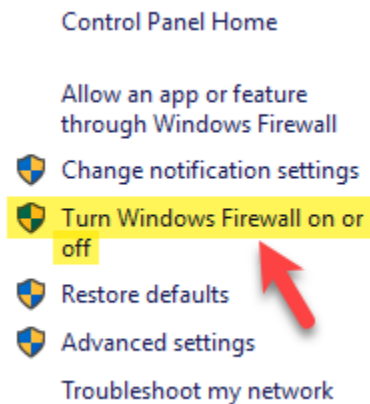 Control Panel Home
Allow an app or feature
through Windows Firewall
Change notification settings
Turn Windows Firewall on or
off
Restore defaults
Advanced settings
Troubleshoot my network